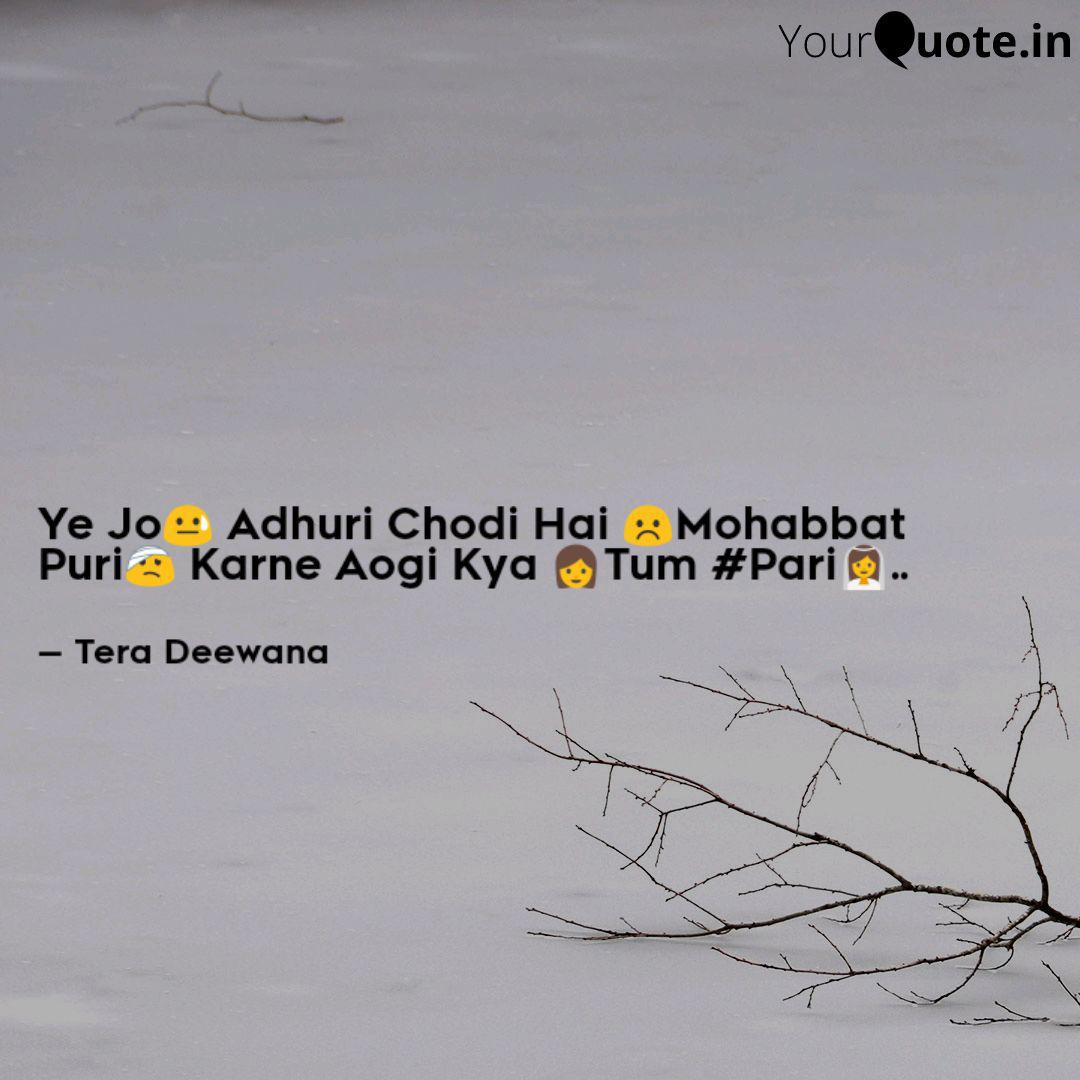 YourQuote.in
Ye Jo😓 Adhuri Chodi Hai ☹️Mohabbat
Puri🤕 Karne Aogi Kya 👩Tum #Pari👰..
— Tera Deewana